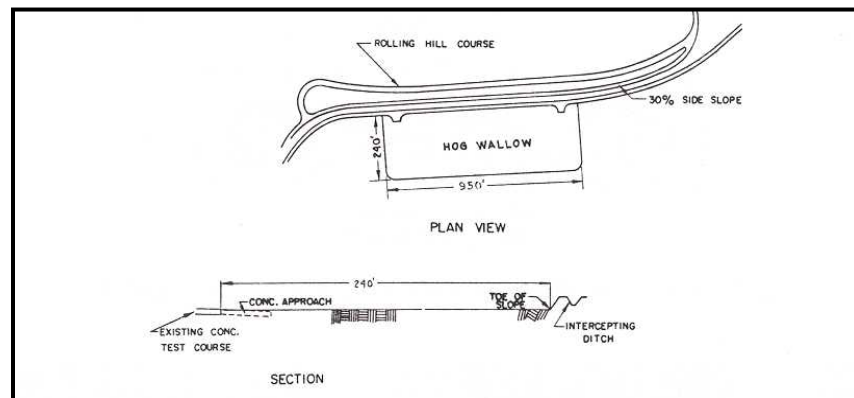 ROLLING HILL COURSE
30% SIDE SLOPE
240'
HOG WALLOW
950'
PLAN VIEW
240'
CONC. APPROACH
TOE OF
SLOPE
EXISTING CONC.
TEST COURSE
INTERCEPTING
DITCH
SECTION